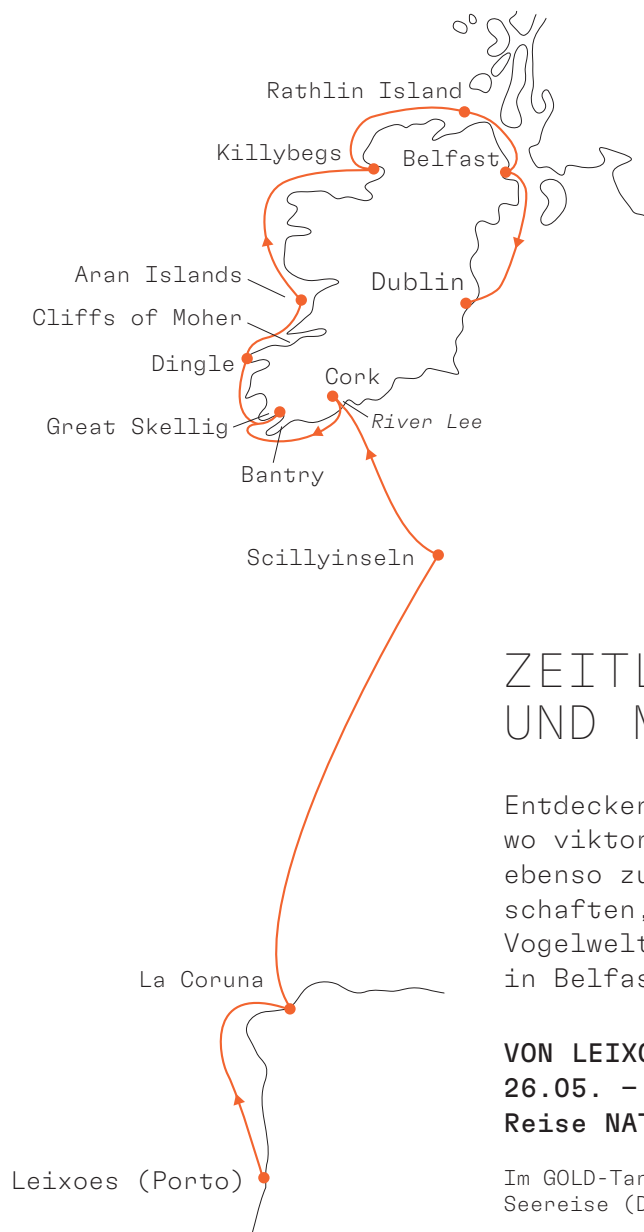 Rathlin Island
Killybegs
Belfast
Aran Islands
Dublin
Cliffs of Moher
Dingle
Cork
River Lee
Great Skellig
Bantry
Scillyinseln
ZEITL
UND
Entdecken
wo viktor
ebenso zu
schaften,
Vogelwelt
in Belfas
La Coruna
VON LEIXO
26.05. –
Reise NAT
Leixoes (Porto)
Im GOLD-Tar
Seereise (D